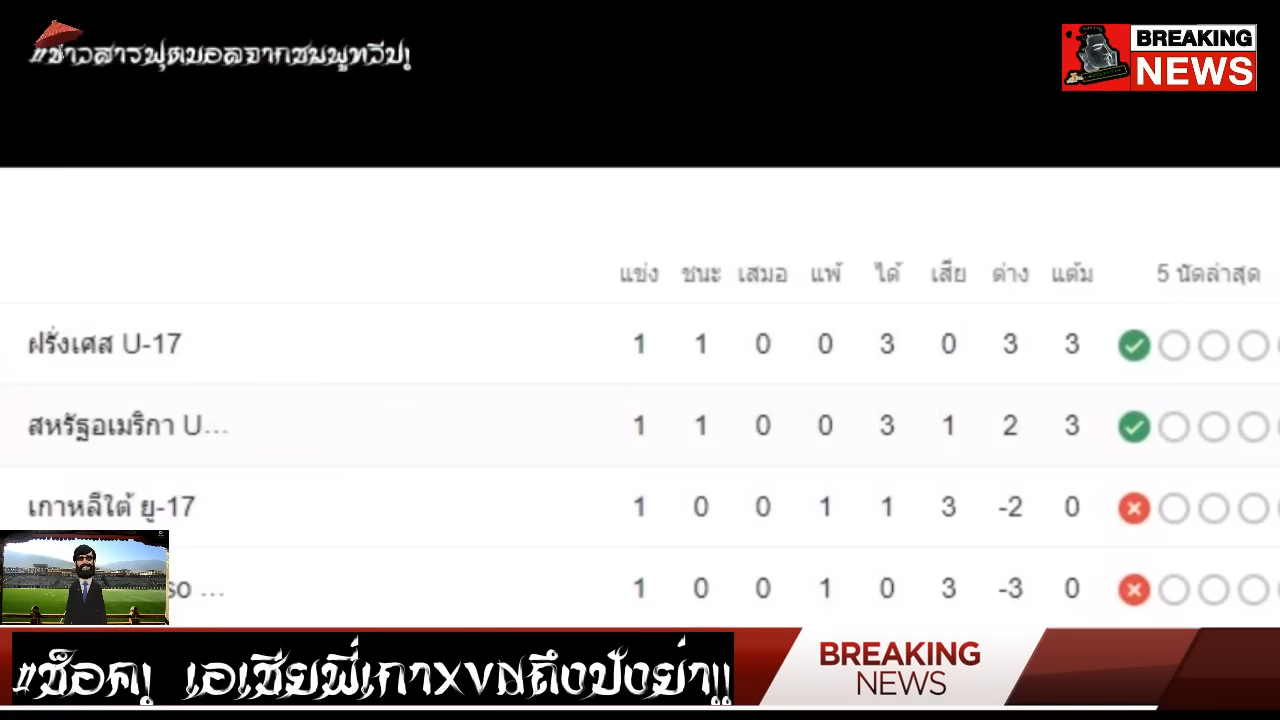 #ข่าวสารฟุตบอลจากชมพูทวีป!
BREAKING
NEWS
แข่ง ชนะ เสมอ แพ้ ได้ เสีย ต่าง แต้ม 5 นัดล่าสุด
ฝรั่งเศส U-17 1 1 0 0 3 0 3 3
สหรัฐอเมริกา U... 1 1 0 0 3 1 2 3
เกาหลีใต้ ยู-17 1 0 0 1 1 3 -2 0
so ... 1 0 0 1 0 3 -3 0
#ช็อค! เอเชียพี่เกาXVNถึงปังย่า!!
BREAKING
NEWS